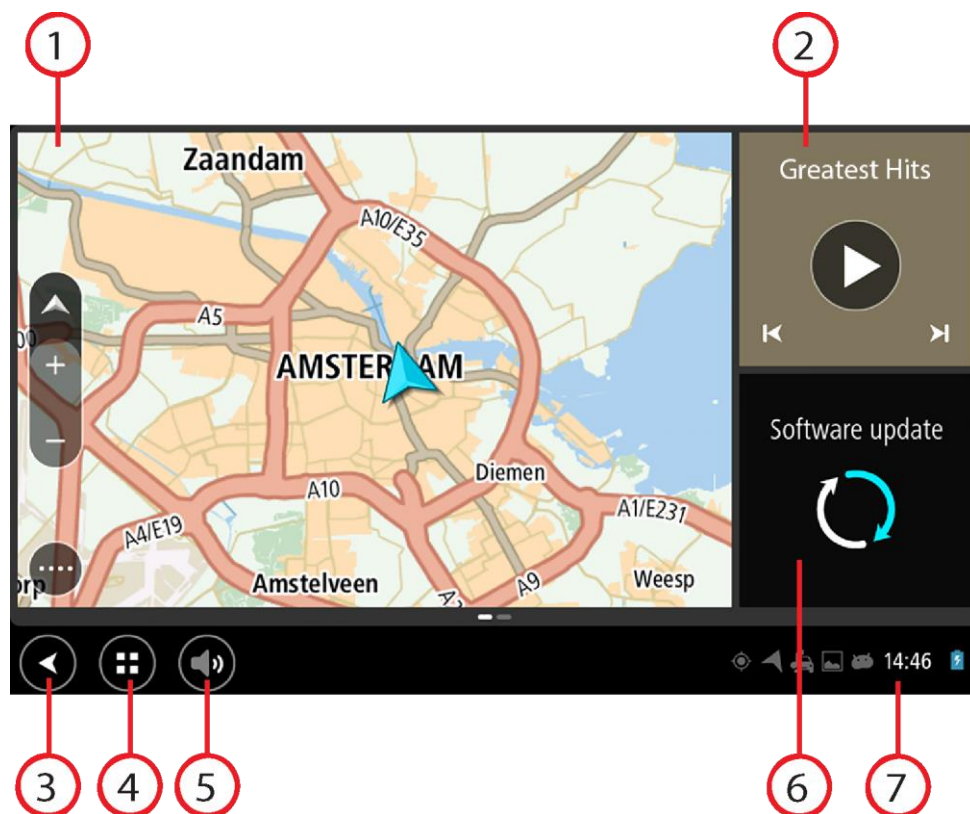 1
2
Zaandam
Greatest Hits
A10/E35
A5
AMSTERDAM
Software update
Diemen
A10
A1/E231
A4/E19
Amstelveen
A9
Weesp
14:46
3
4
5
6
7